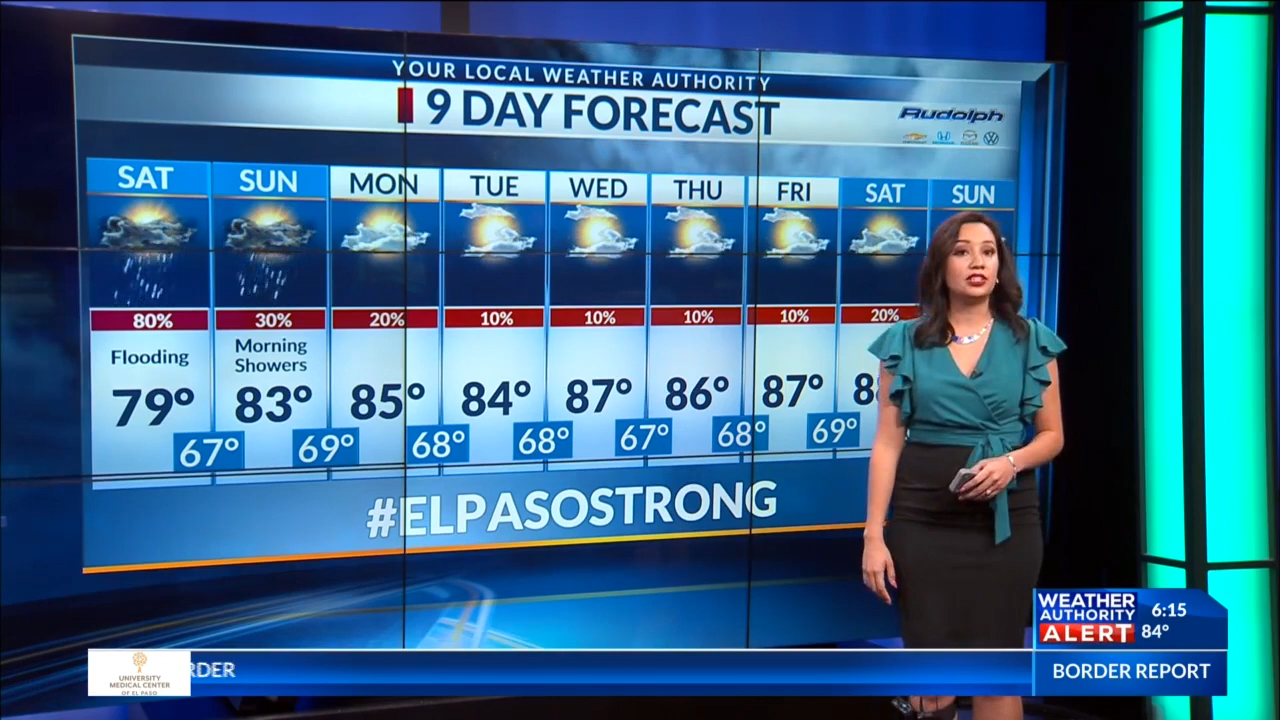 YOUR LOCAL WEATHER AUTHORITY
9 DAY FORECAST
Rudolph
SAT SUN MON TUE WED THU FRI SAT SUN
80% 30% 20% 10% 10% 10% 10% 20%
Flooding
Morning
Showers
79° 83° 85° 84° 87° 86° 87° 88
67° 69° 68° 68° 67° 68° 69°
#ELPASOSTRONG
WEATHER
AUTHORITY
ALERT
6:15
84°
UNIVERSITY
MEDICAL CENTER
OF EL PASO
RDER
BORDER REPORT